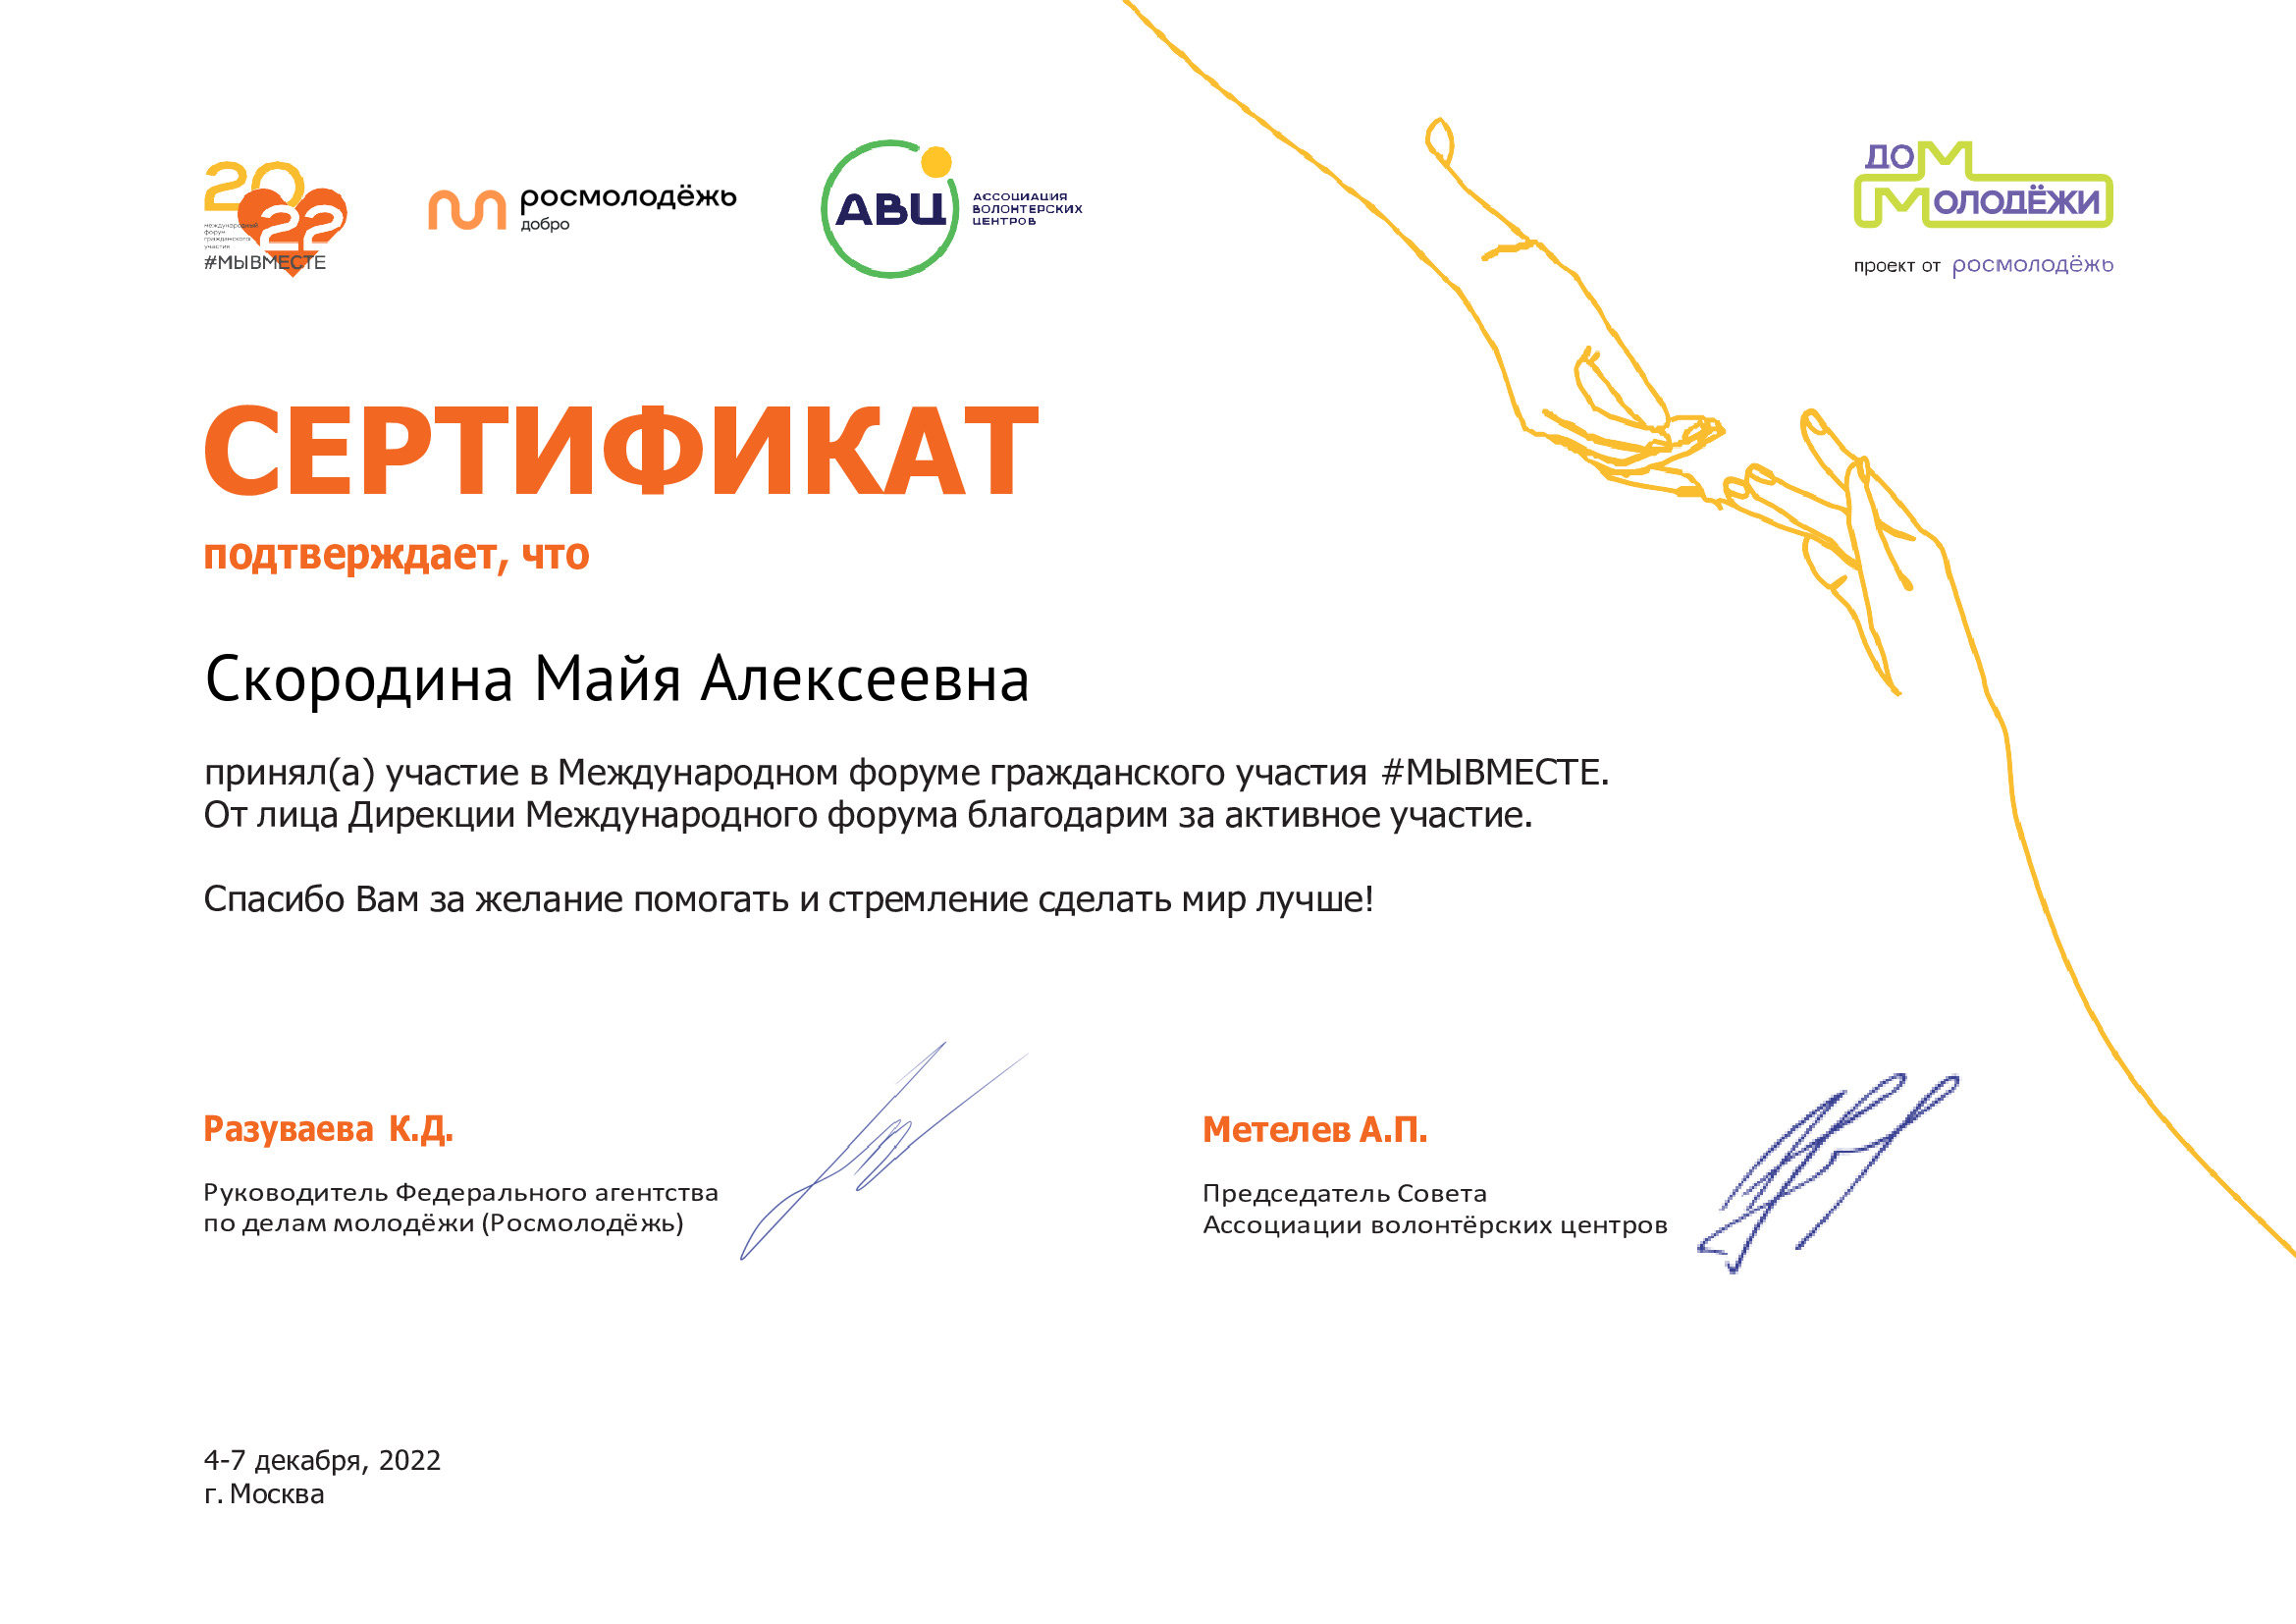 2022
международный
форум
гражданского
участия
#МЫВМЕСТЕ
росмолодёжь
добро
АВЦ
АССОЦИАЦИЯ
ВОЛОНТЕРСКИХ
ЦЕНТРОВ
ДОМ
МОЛОДЁЖИ
проект от росмолодёжь
СЕРТИФИКАТ
подтверждает, что
Скородина Майя Алексеевна
принял(а) участие в Международном форуме гражданского участия #МЫВМЕСТЕ.
От лица Дирекции Международного форума благодарим за активное участие.
Спасибо Вам за желание помогать и стремление сделать мир лучше!
Разуваева К.Д.
Руководитель Федерального агентства
по делам молодёжи (Росмолодёжь)
Метелев А.П.
Председатель Совета
Ассоциации волонтёрских центров
4-7 декабря, 2022
г. Москва